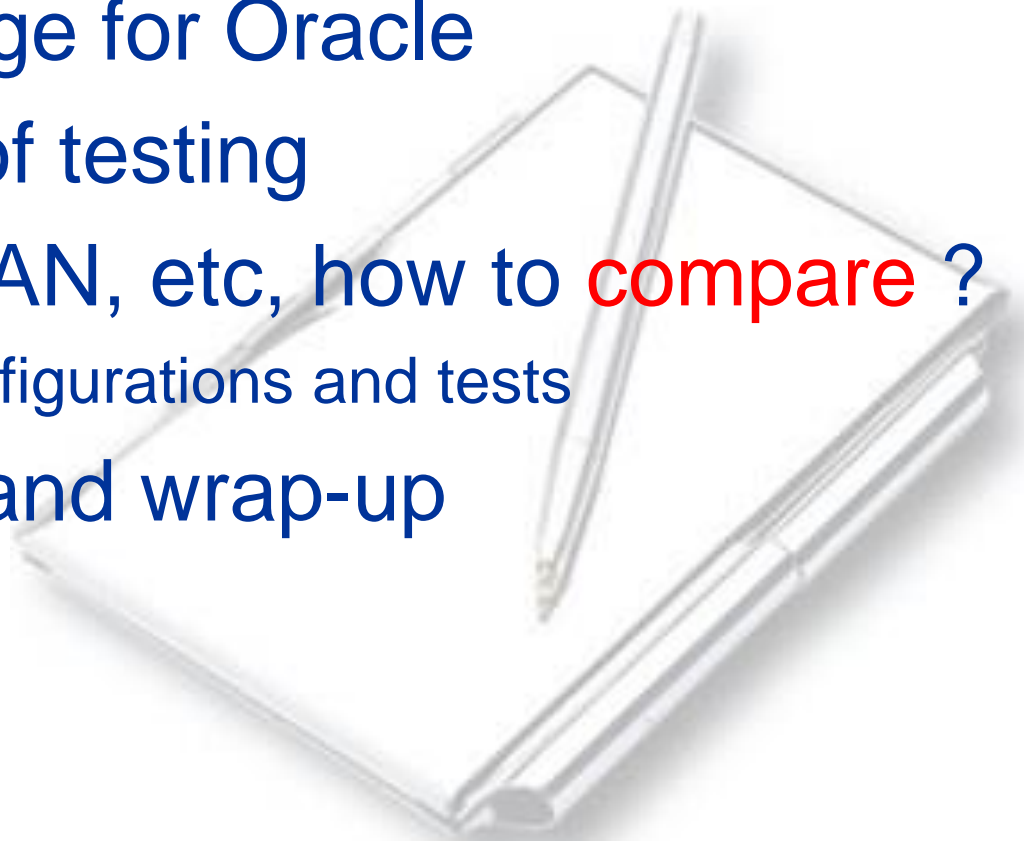 ge for Oracle
of testing
AN, etc, how to compare ?
figurations and tests
and wrap-up